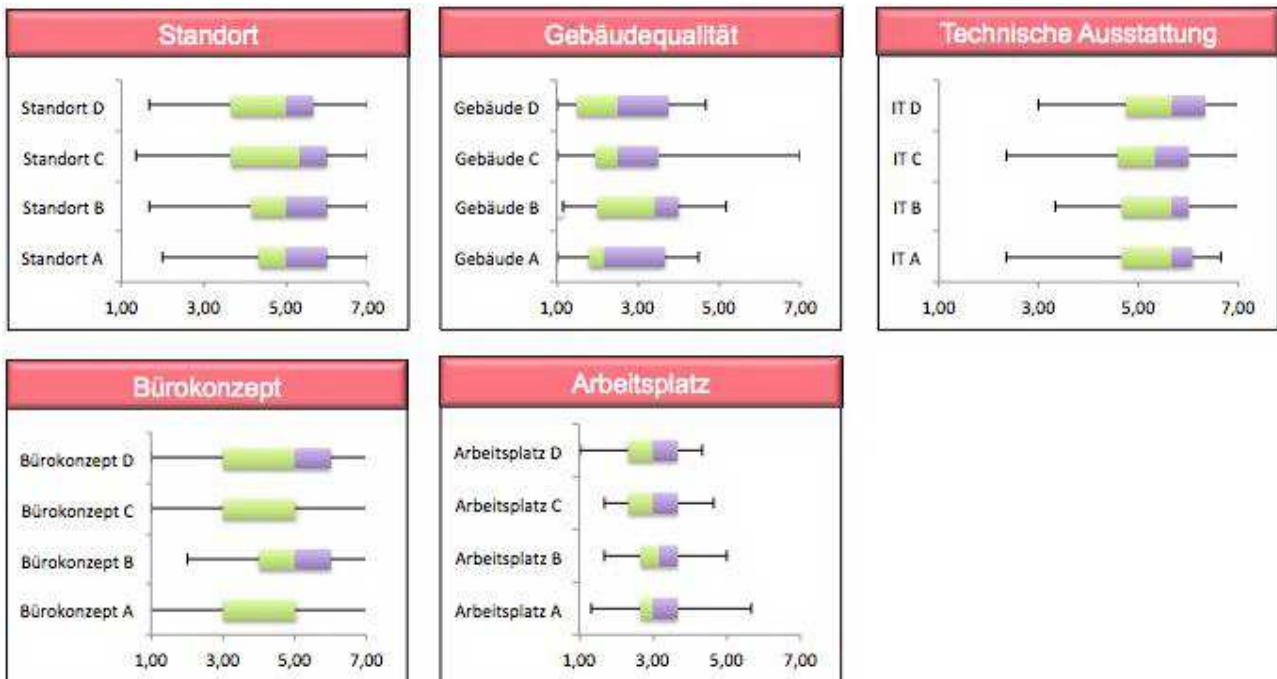 Standort
Standort D
Standort C
Standort B
Standort A
1,00 3,00 5,00 7,00
Gebäudequalität
Gebäude D
Gebäude C
Gebäude B
Gebäude A
1,00 3,00 5,00 7,00
Technische Ausstattung
IT D
IT C
IT B
IT A
1,00 3,00 5,00 7,00
Bürokonzept
Bürokonzept D
Bürokonzept C
Bürokonzept B
Bürokonzept A
1,00 3,00 5,00 7,00
Arbeitsplatz
Arbeitsplatz D
Arbeitsplatz C
Arbeitsplatz B
Arbeitsplatz A
1,00 3,00 5,00 7,00